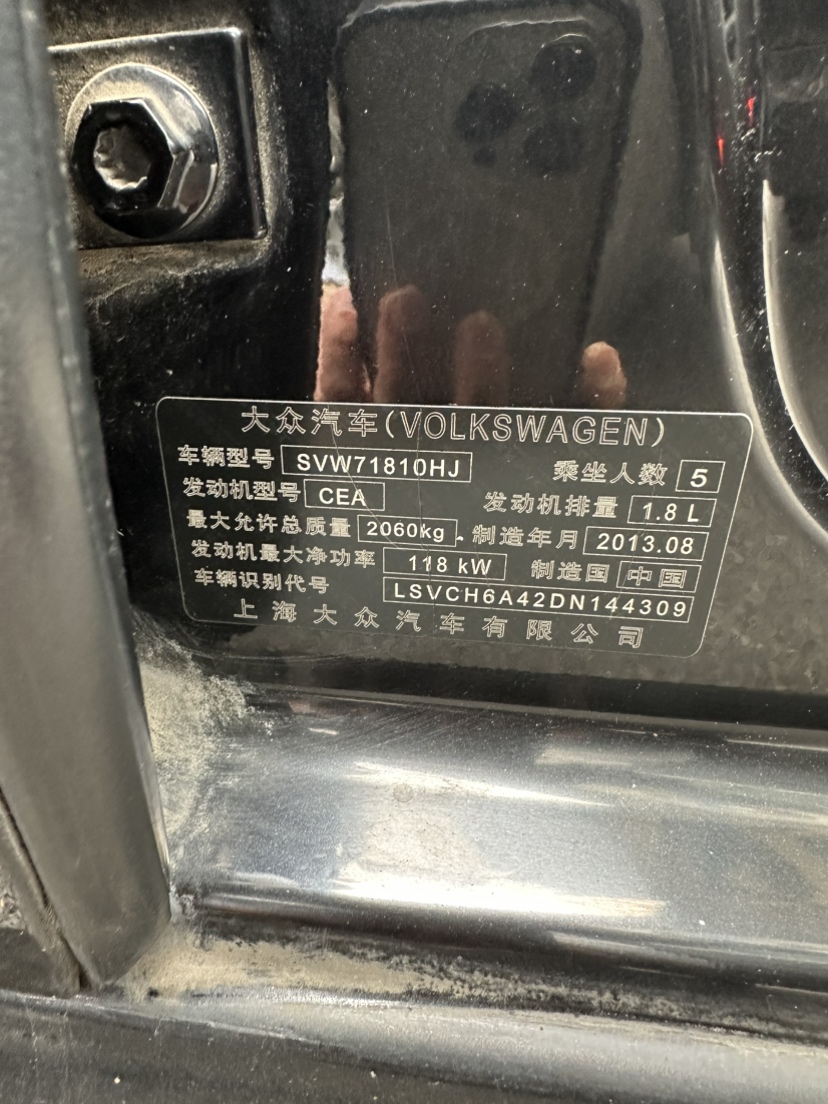 大众汽车(VOLKSWAGEN)
车辆型号 SVW71810HJ 乘坐人数 5
发动机型号 CEA 发动机排量 1.8 L
最大允许总质量 2060kg 制造年月 2013.08
发动机最大净功率 118 kW 制造国 中国
车辆识别代号 LSVCH6A42DN144309
上海大众汽车有限公司